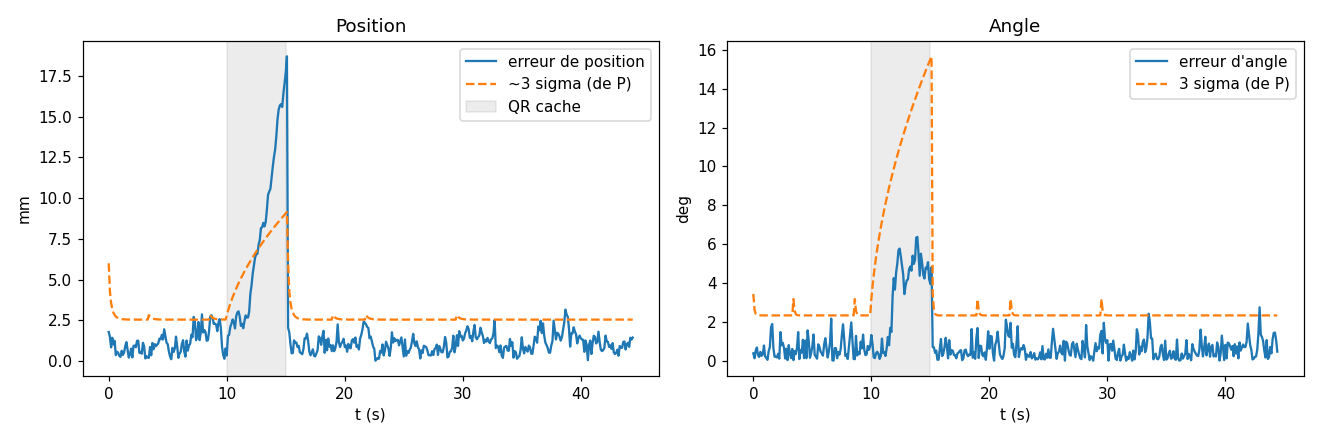 Position
mm
17.5
15.0
12.5
10.0
7.5
5.0
2.5
0.0
erreur de position
~3 sigma (de P)
QR cache
0 10 20 30 40
t (s)
Angle
deg
16
14
12
10
8
6
4
2
0
erreur d'angle
3 sigma (de P)
0 10 20 30 40
t (s)